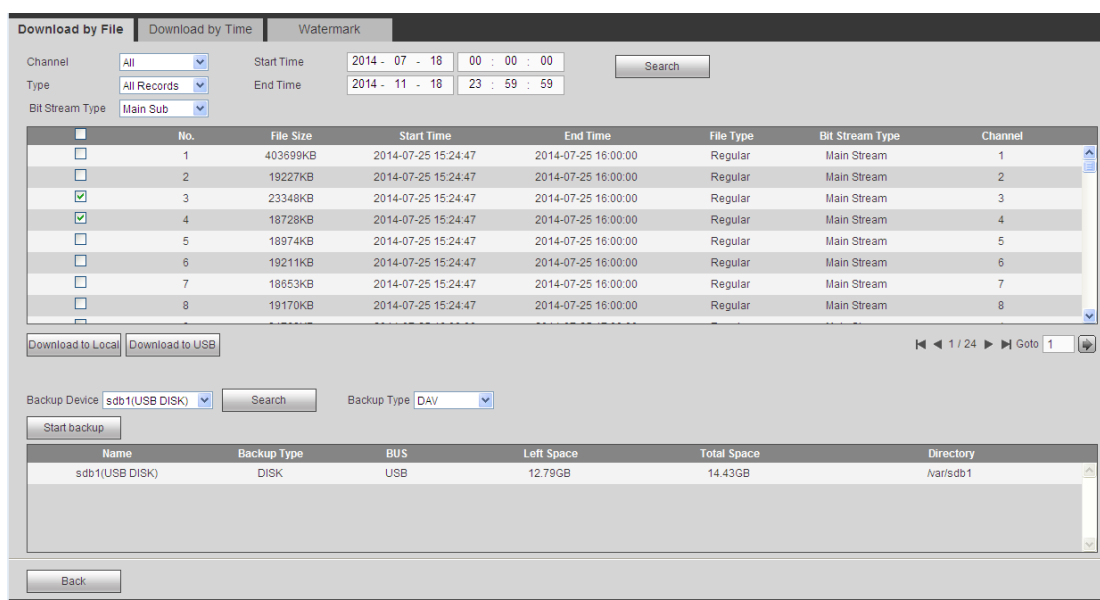 Download by File Download by Time Watermark
Channel All Start Time 2014 - 07 - 18 00 : 00 : 00 Search
Type All Records End Time 2014 - 11 - 18 23 : 59 : 59
Bit Stream Type Main Sub
No. File Size Start Time End Time File Type Bit Stream Type Channel
1 403699KB 2014-07-25 15:24:47 2014-07-25 16:00:00 Regular Main Stream 1
2 19227KB 2014-07-25 15:24:47 2014-07-25 16:00:00 Regular Main Stream 2
3 23348KB 2014-07-25 15:24:47 2014-07-25 16:00:00 Regular Main Stream 3
4 18728KB 2014-07-25 15:24:47 2014-07-25 16:00:00 Regular Main Stream 4
5 18974KB 2014-07-25 15:24:47 2014-07-25 16:00:00 Regular Main Stream 5
6 19211KB 2014-07-25 15:24:47 2014-07-25 16:00:00 Regular Main Stream 6
7 18653KB 2014-07-25 15:24:47 2014-07-25 16:00:00 Regular Main Stream 7
8 19170KB 2014-07-25 15:24:47 2014-07-25 16:00:00 Regular Main Stream 8
Download to Local Download to USB 1 / 24 Goto 1
Backup Device sdb1(USB DISK) Search Backup Type DAV
Start backup
Name Backup Type BUS Left Space Total Space Directory
sdb1(USB DISK) DISK USB 12.79GB 14.43GB /var/sdb1
Back